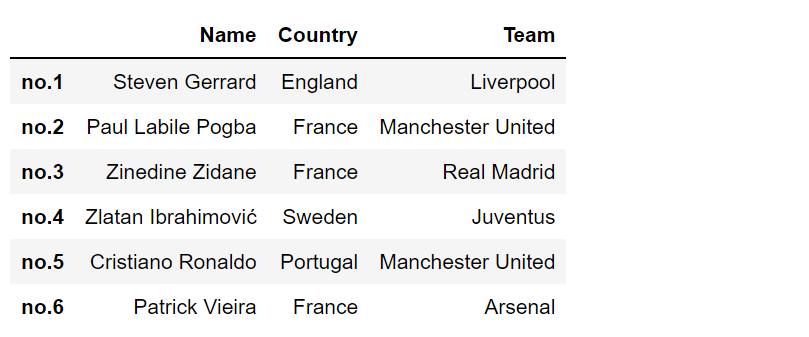 Name Country Team
no.1 Steven Gerrard England Liverpool
no.2 Paul Labile Pogba France Manchester United
no.3 Zinedine Zidane France Real Madrid
no.4 Zlatan Ibrahimović Sweden Juventus
no.5 Cristiano Ronaldo Portugal Manchester United
no.6 Patrick Vieira France Arsenal